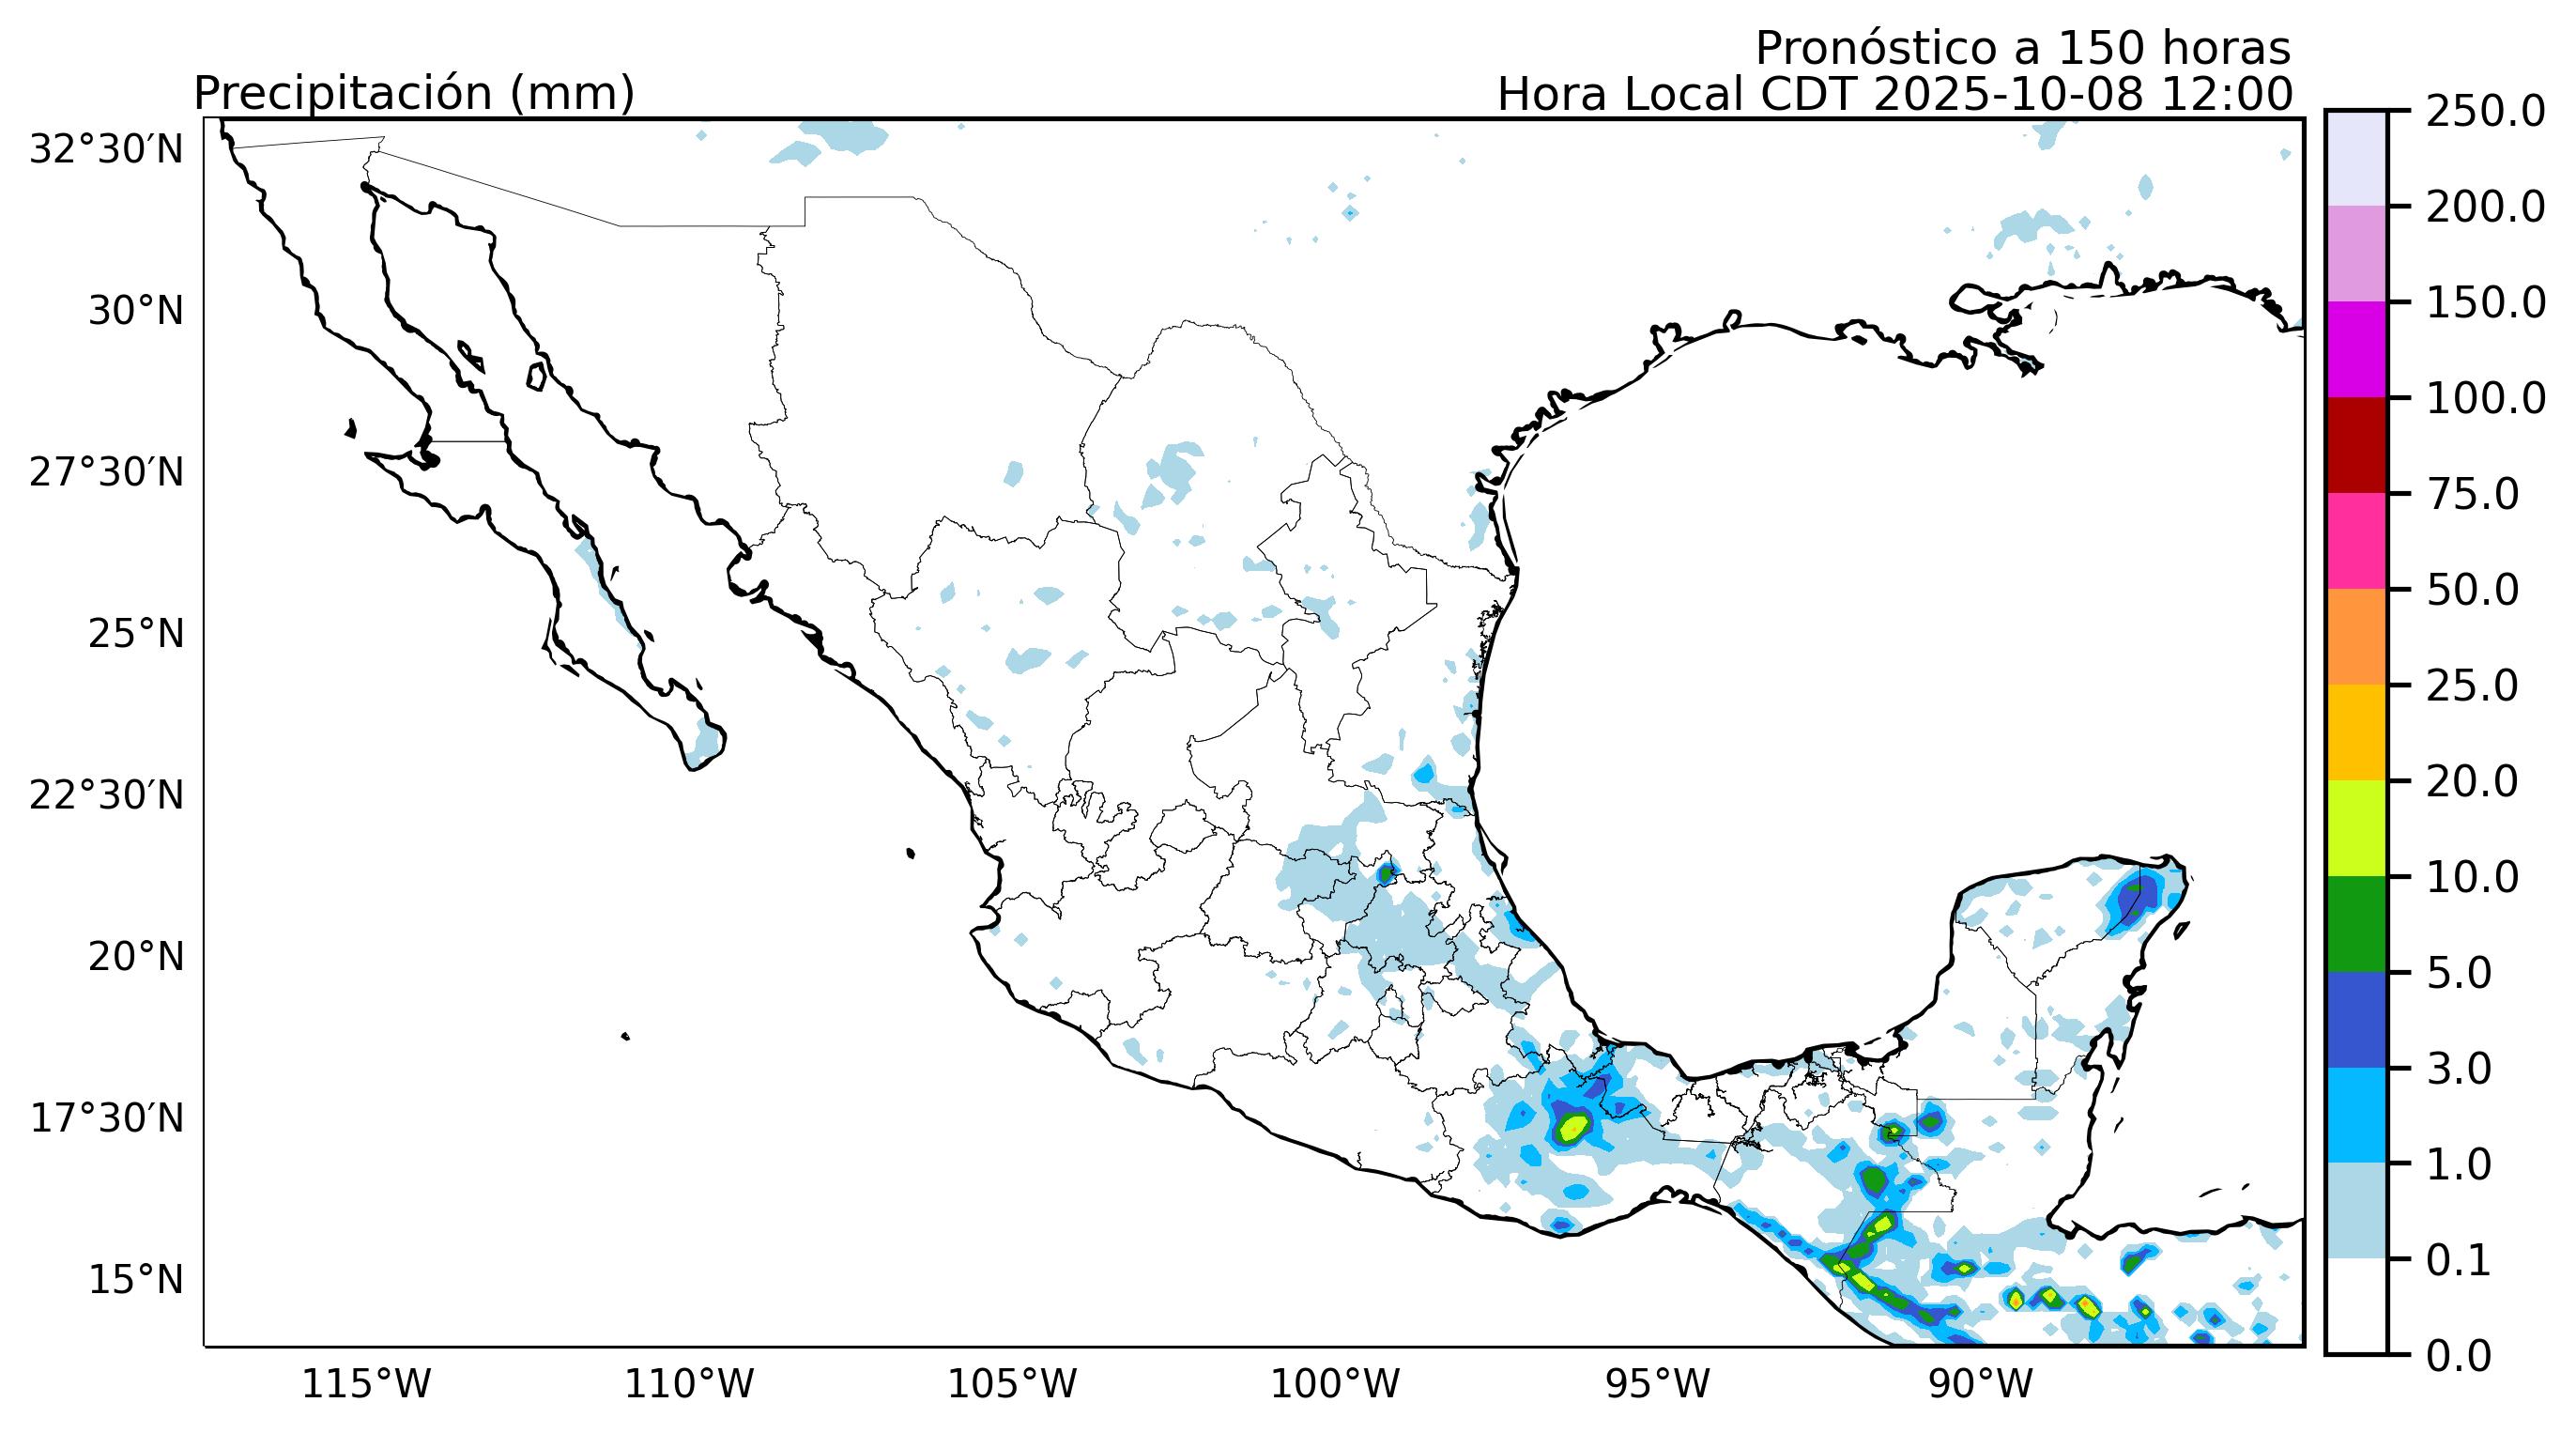 Pronóstico a 150 horas
Precipitación (mm)
Hora Local CDT 2025-10-08 12:00
32°30′N
30°N
27°30′N
25°N
22°30′N
20°N
17°30′N
15°N
115°W
110°W
105°W
100°W
95°W
90°W
250.0
200.0
150.0
100.0
75.0
50.0
25.0
20.0
10.0
5.0
3.0
1.0
0.1
0.0